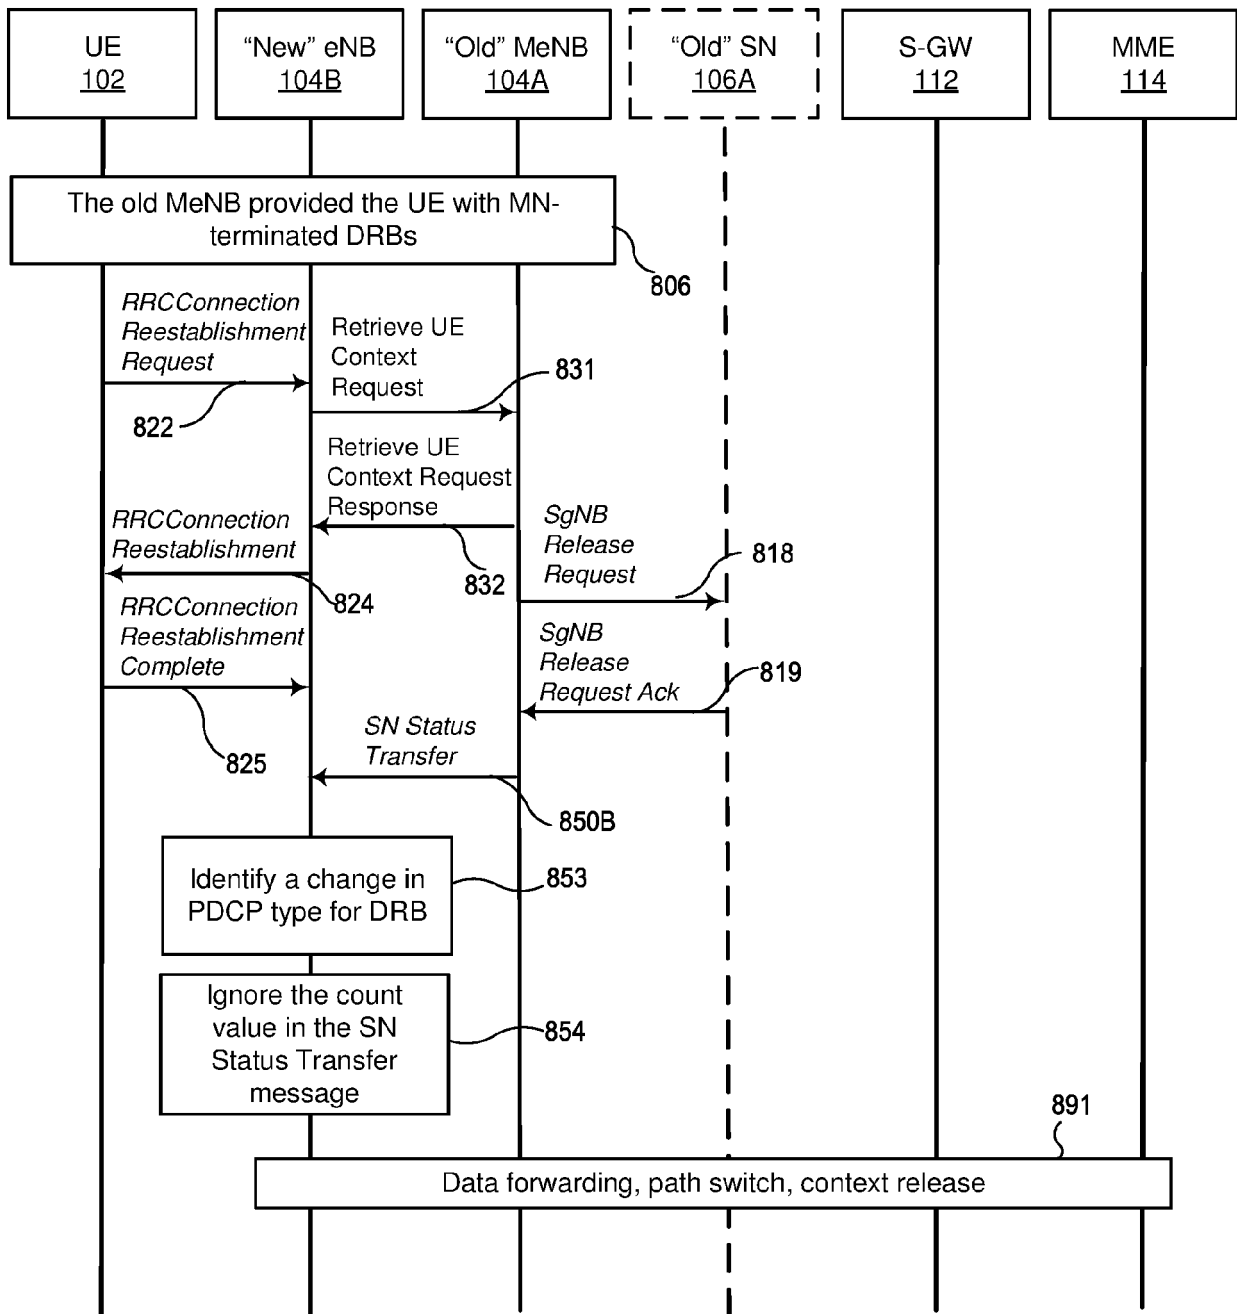 UE
102
“New” eNB
104B
“Old” MeNB
104A
“Old” SN
106A
S-GW
112
MME
114
The old MeNB provided the UE with MN-
terminated DRBs
806
RRCConnection
Reestablishment
Request
822
Retrieve UE
Context
Request
831
Retrieve UE
Context Request
Response
832
RRCConnection
Reestablishment
824
SgNB
Release
Request
818
RRCConnection
Reestablishment
Complete
825
SgNB
Release
Request Ack
819
SN Status
Transfer
850B
Identify a change in
PDCP type for DRB
853
Ignore the count
value in the SN
Status Transfer
message
854
891
Data forwarding, path switch, context release